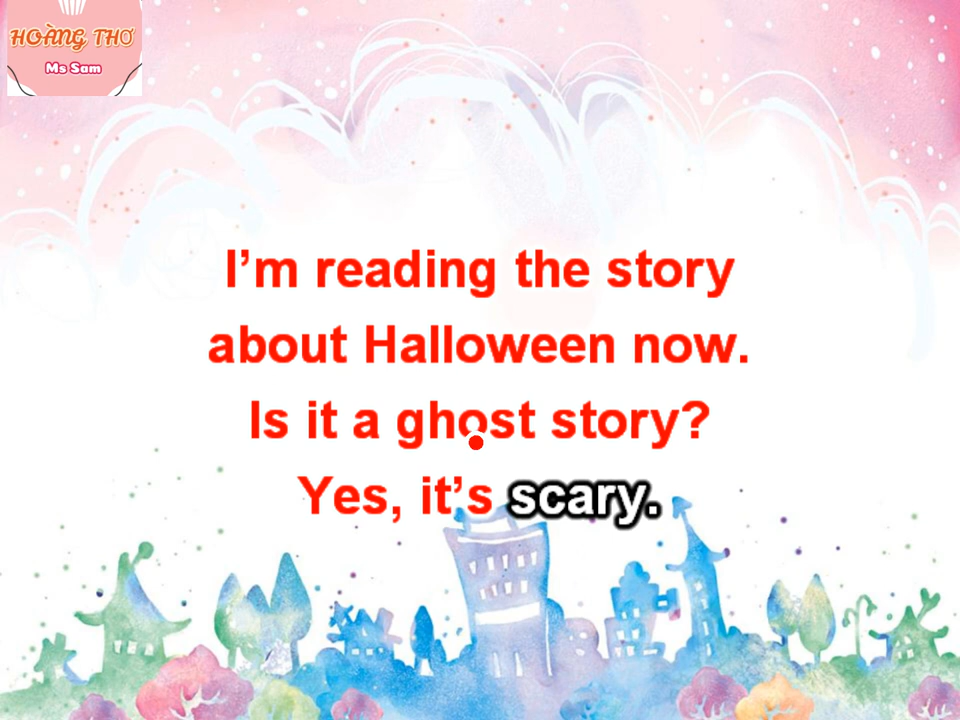 HOÀNG THƠ
Ms Sam
I’m reading the story
about Halloween now.
Is it a ghost story?
Yes, it’s scary.